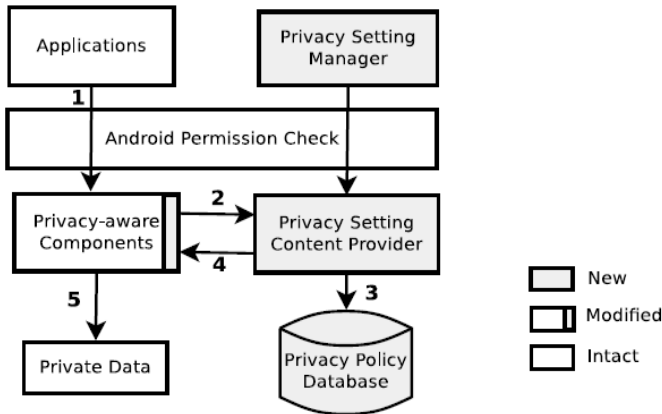 Applications
Privacy Setting
Manager
1
Android Permission Check
Privacy-aware
Components
2
Privacy Setting
Content Provider
4
5
3
Private Data
Privacy Policy
Database
New
Modified
Intact